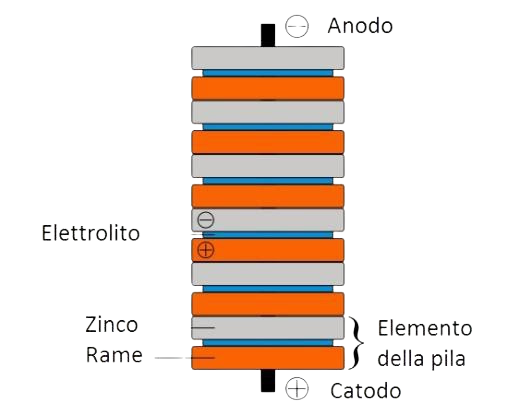 ⊖ Anodo
⊖
Elettrolito
⊕
Zinco
Rame
Elemento
della pila
⊕ Catodo